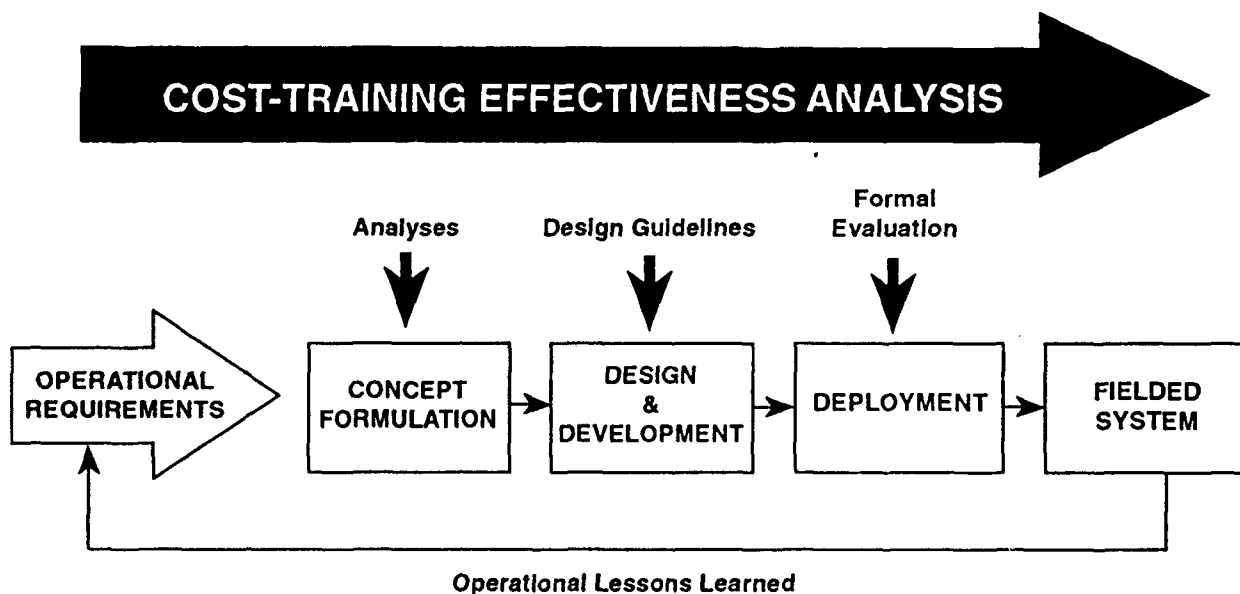 COST-TRAINING EFFECTIVENESS ANALYSIS
Analyses
Design Guidelines
Formal
Evaluation
OPERATIONAL
REQUIREMENTS
CONCEPT
FORMULATION
DESIGN
&
DEVELOPMENT
DEPLOYMENT
FIELDED
SYSTEM
Operational Lessons Learned